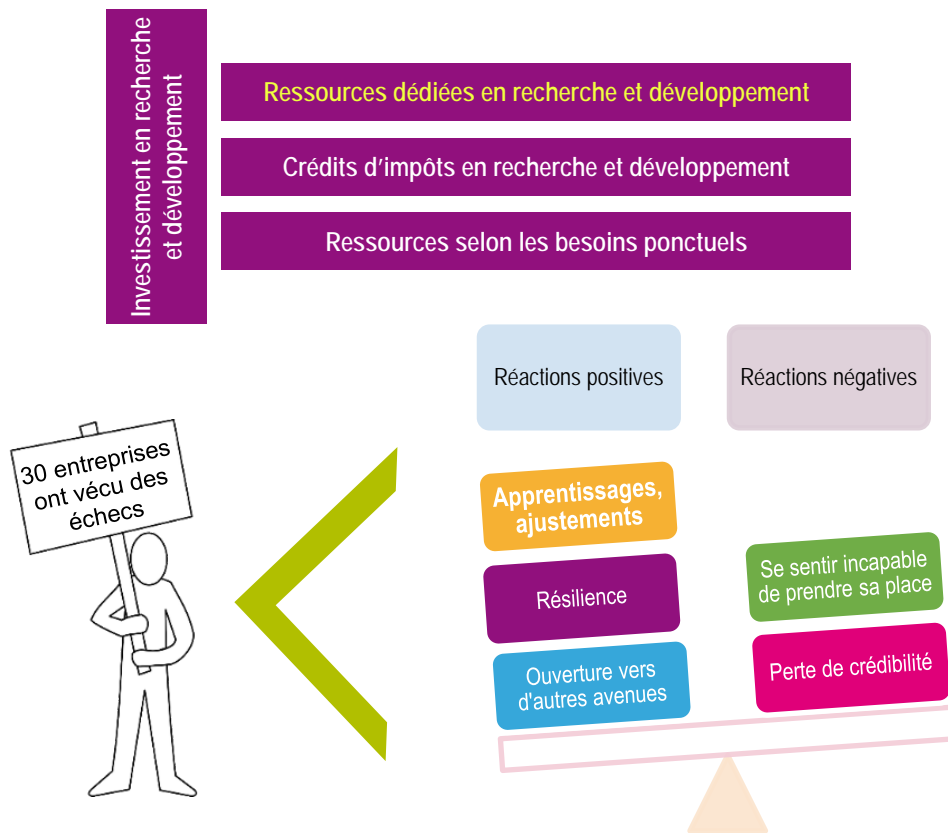 Investissement en recherche
et développement
Ressources dédiées en recherche et développement
Crédits d'impôts en recherche et développement
Ressources selon les besoins ponctuels
30 entreprises
ont vécu des
échecs
Réactions positives
Réactions négatives
Apprentissages,
ajustements
Résilience
Ouverture vers
d'autres avenues
Se sentir incapable
de prendre sa place
Perte de crédibilité